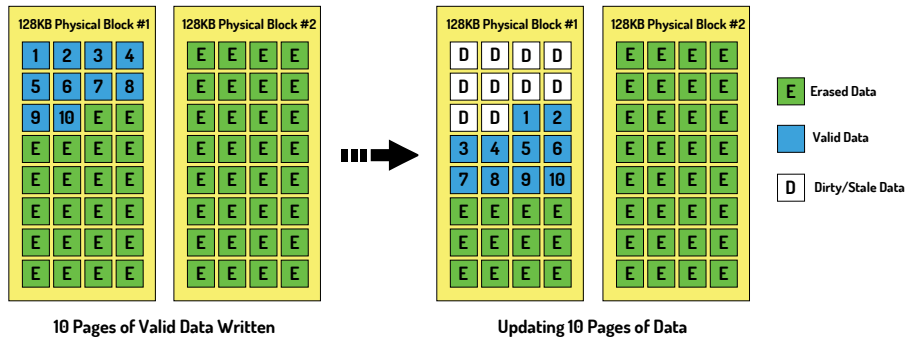 128KB Physical Block #1
1 2 3 4
5 6 7 8
9 10 E E
E E E E
E E E E
E E E E
E E E E
E E E E
128KB Physical Block #2
E E E E
E E E E
E E E E
E E E E
E E E E
E E E E
E E E E
E E E E
10 Pages of Valid Data Written
128KB Physical Block #1
D D D D
D D D D
D D 1 2
3 4 5 6
7 8 9 10
E E E E
E E E E
E E E E
128KB Physical Block #2
E E E E
E E E E
E E E E
E E E E
E E E E
E E E E
E E E E
E E E E
Updating 10 Pages of Data
E Erased Data
Valid Data
D Dirty/Stale Data